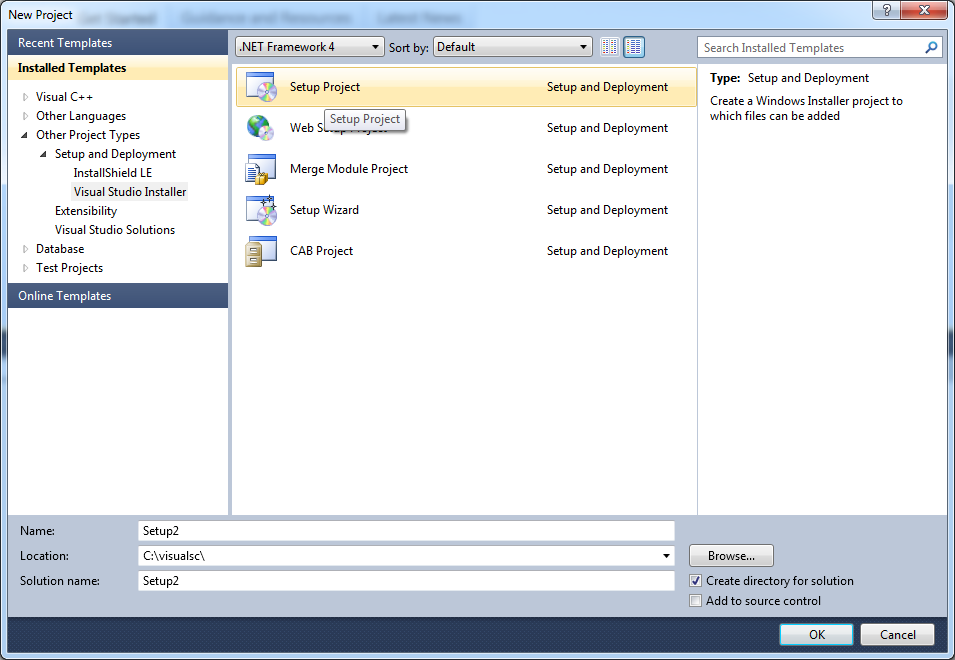 New Project
Get Started Guidance and Resources Latest News
Recent Templates
Installed Templates
Visual C++
Other Languages
Other Project Types
Setup and Deployment
InstallShield LE
Visual Studio Installer
Extensibility
Visual Studio Solutions
Database
Test Projects
Online Templates
.NET Framework 4
Sort by:
Default
Search Installed Templates
Setup Project Setup and Deployment
Setup Project
Web Setup Project Setup and Deployment
Merge Module Project Setup and Deployment
Setup Wizard Setup and Deployment
CAB Project Setup and Deployment
Type: Setup and Deployment
Create a Windows Installer project to
which files can be added
Name: Setup2
Location: C:\visualsc\
Browse...
Solution name: Setup2
Create directory for solution
Add to source control
OK
Cancel